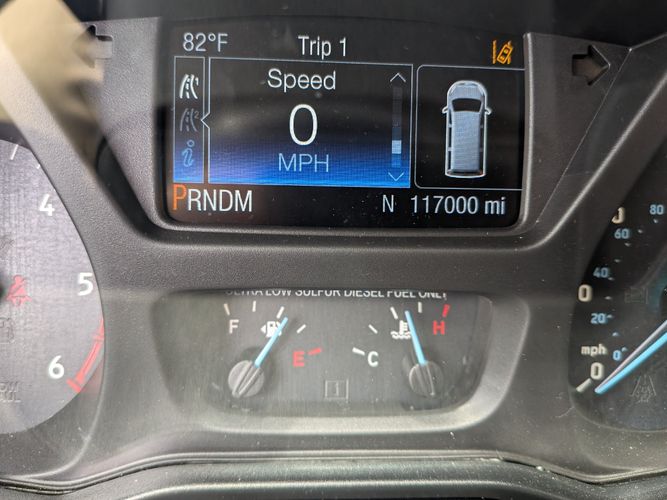 82°F Trip 1
Speed
0
MPH
PRNDM N 117000 mi
4
5
6
ULTRA LOW SULFUR DIESEL FUEL ONLY
F E C H
80
60
40
20
mph 0
0